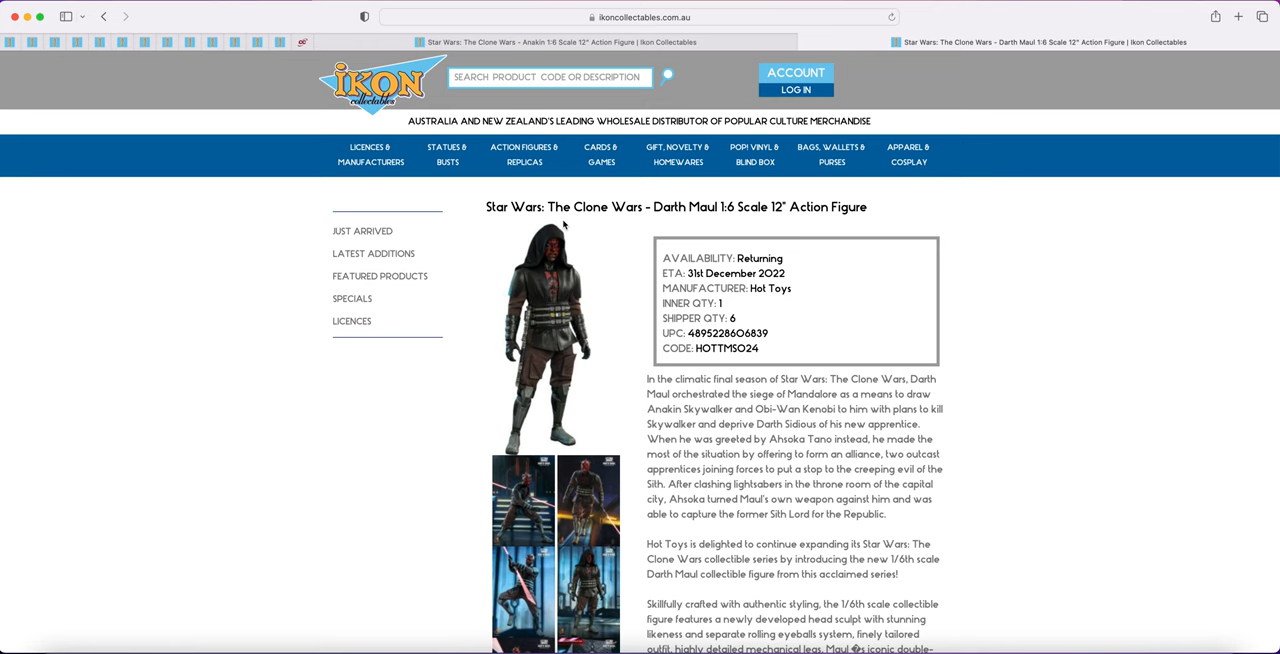 ikoncollectables.com.au
Star Wars: The Clone Wars - Anakin 1:6 Scale 12" Action Figure | Ikon Collectables
Star Wars: The Clone Wars - Darth Maul 1:6 Scale 12" Action Figure | Ikon Collectables
iKON
collectables
SEARCH PRODUCT CODE OR DESCRIPTION
ACCOUNT
LOG IN
AUSTRALIA AND NEW ZEALAND'S LEADING WHOLESALE DISTRIBUTOR OF POPULAR CULTURE MERCHANDISE
LICENCES &
MANUFACTURERS
STATUES &
BUSTS
ACTION FIGURES &
REPLICAS
CARDS &
GAMES
GIFT, NOVELTY &
HOMEWARES
POP! VINYL &
BLIND BOX
BAGS, WALLETS &
PURSES
APPAREL &
COSPLAY
JUST ARRIVED
LATEST ADDITIONS
FEATURED PRODUCTS
SPECIALS
LICENCES
Star Wars: The Clone Wars - Darth Maul 1:6 Scale 12" Action Figure
AVAILABILITY: Returning
ETA: 31st December 2022
MANUFACTURER: Hot Toys
INNER QTY: 1
SHIPPER QTY: 6
UPC: 4895228606839
CODE: HOTTMS024
In the climatic final season of Star Wars: The Clone Wars, Darth
Maul orchestrated the siege of Mandalore as a means to draw
Anakin Skywalker and Obi-Wan Kenobi to him with plans to kill
Skywalker and deprive Darth Sidious of his new apprentice.
When he was greeted by Ahsoka Tano instead, he made the
most of the situation by offering to form an alliance, two outcast
apprentices joining forces to put a stop to the creeping evil of the
Sith. After clashing lightsabers in the throne room of the capital
city, Ahsoka turned Maul's own weapon against him and was
able to capture the former Sith Lord for the Republic.
Hot Toys is delighted to continue expanding its Star Wars: The
Clone Wars collectible series by introducing the new 1/6th scale
Darth Maul collectible figure from this acclaimed series!
Skillfully crafted with authentic styling, the 1/6th scale collectible
figure features a newly developed head sculpt with stunning
likeness and separate rolling eyeballs system, finely tailored
outfit, highly detailed mechanical legs, Maul �s iconic double-